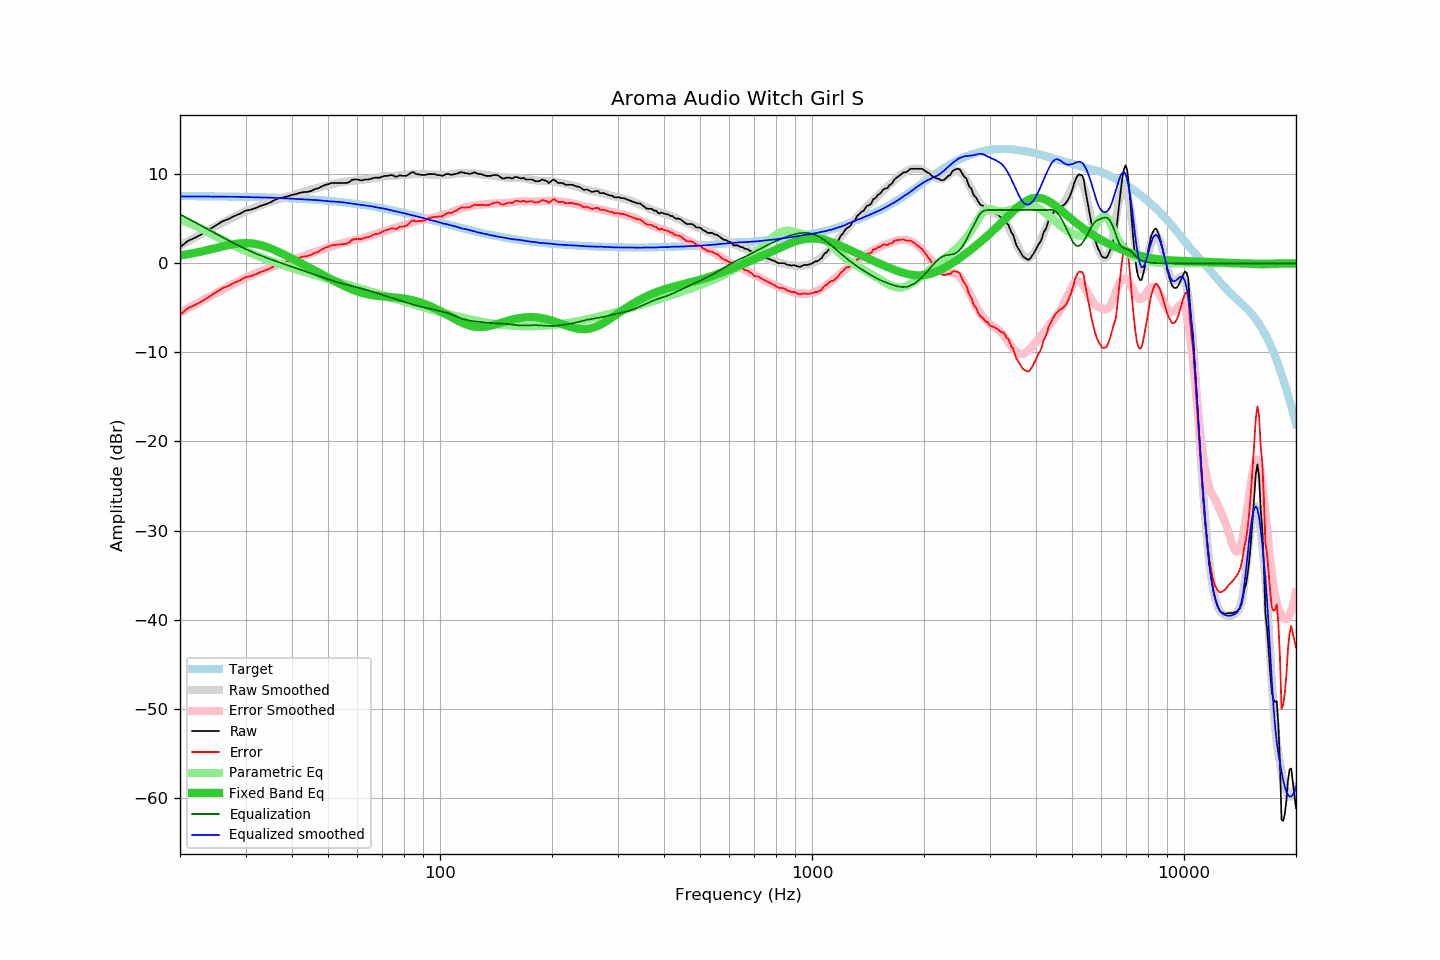 Aroma Audio Witch Girl S
Amplitude (dBr)
10
0
−10
−20
−30
−40
−50
−60
Target
Raw Smoothed
Error Smoothed
Raw
Error
Parametric Eq
Fixed Band Eq
Equalization
Equalized smoothed
100 1000 10000
Frequency (Hz)